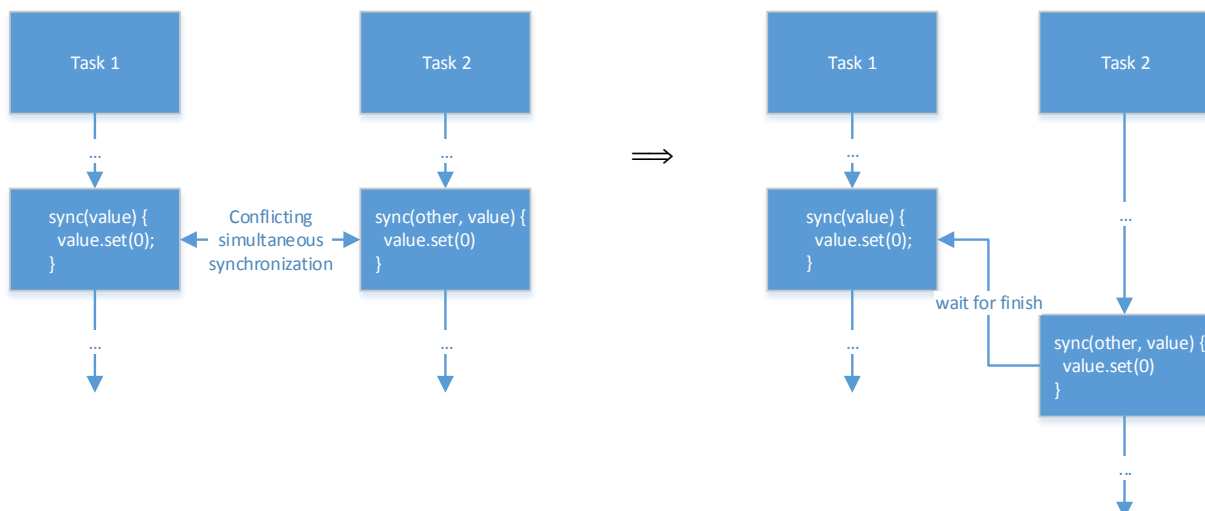 Task 1
Task 2
...
...
sync(value) {
value.set(0);
}
Conflicting
simultaneous
synchronization
sync(other, value) {
value.set(0)
}
...
...
⟹
Task 1
Task 2
...
...
sync(value) {
value.set(0);
}
wait for finish
sync(other, value) {
value.set(0)
}
...
...